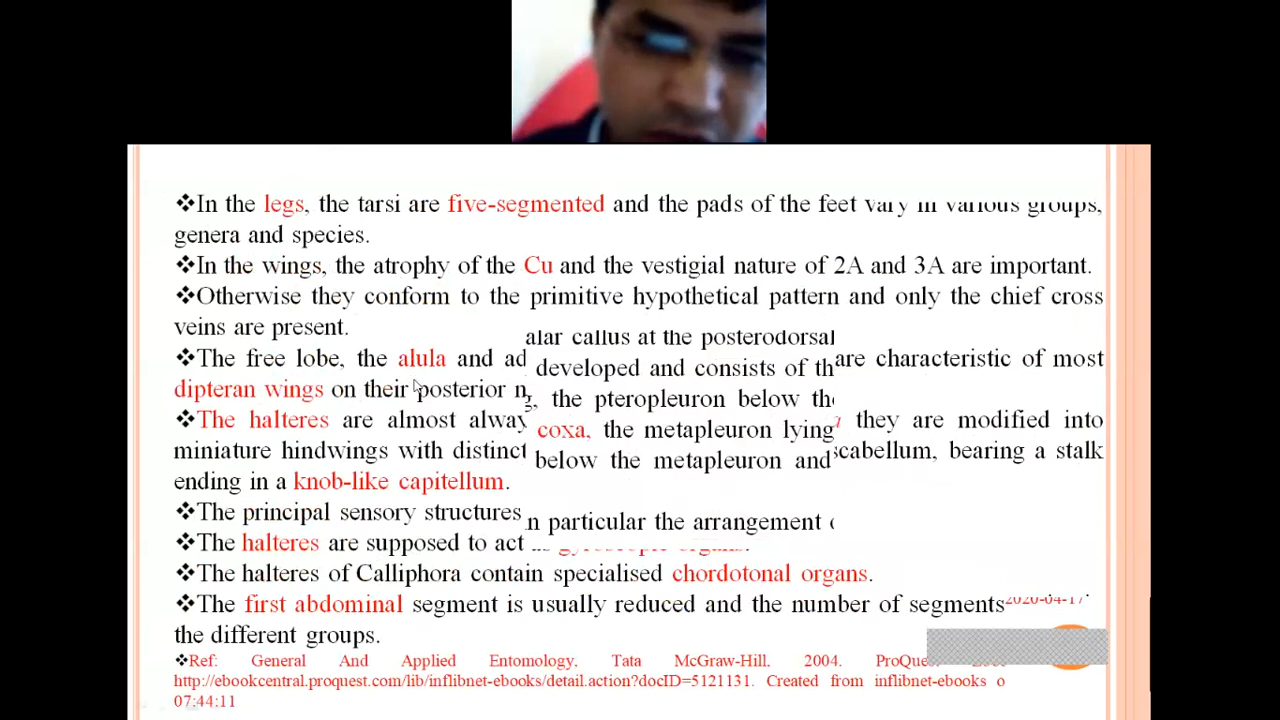 ❖In the legs, the tarsi are five-segmented and the pads of the feet vary in various groups,
genera and species.
❖In the wings, the atrophy of the Cu and the vestigial nature of 2A and 3A are important.
❖Otherwise they conform to the primitive hypothetical pattern and only the chief cross
veins are present.
alar callus at the posterodorsal
❖The free lobe, the alula and are characteristic of most
developed and consists of
dipteran wings on their posterior
the pteropleuron below
❖The halteres are almost they are modified into
coxa, the metapleuron lying
miniature hindwings with scabellum, bearing a stalk
below the metapleuron and
ending in a knob-like capitellum.
❖The principal sensory structures
particular the arrangement
❖The halteres are supposed to act as gyroscopic organs.
❖The halteres of Calliphora contain specialised chordotonal organs.
❖The first abdominal segment is usually reduced and the number of segments 2020-04-17
the different groups.
❖Ref: General And Applied Entomology, Tata McGraw-Hill, 2004.
http://ebookcentral.proquest.com/lib/inflibnet-ebooks/detail.action?docID=5121131. Created from inflibnet-ebooks
07:44:11